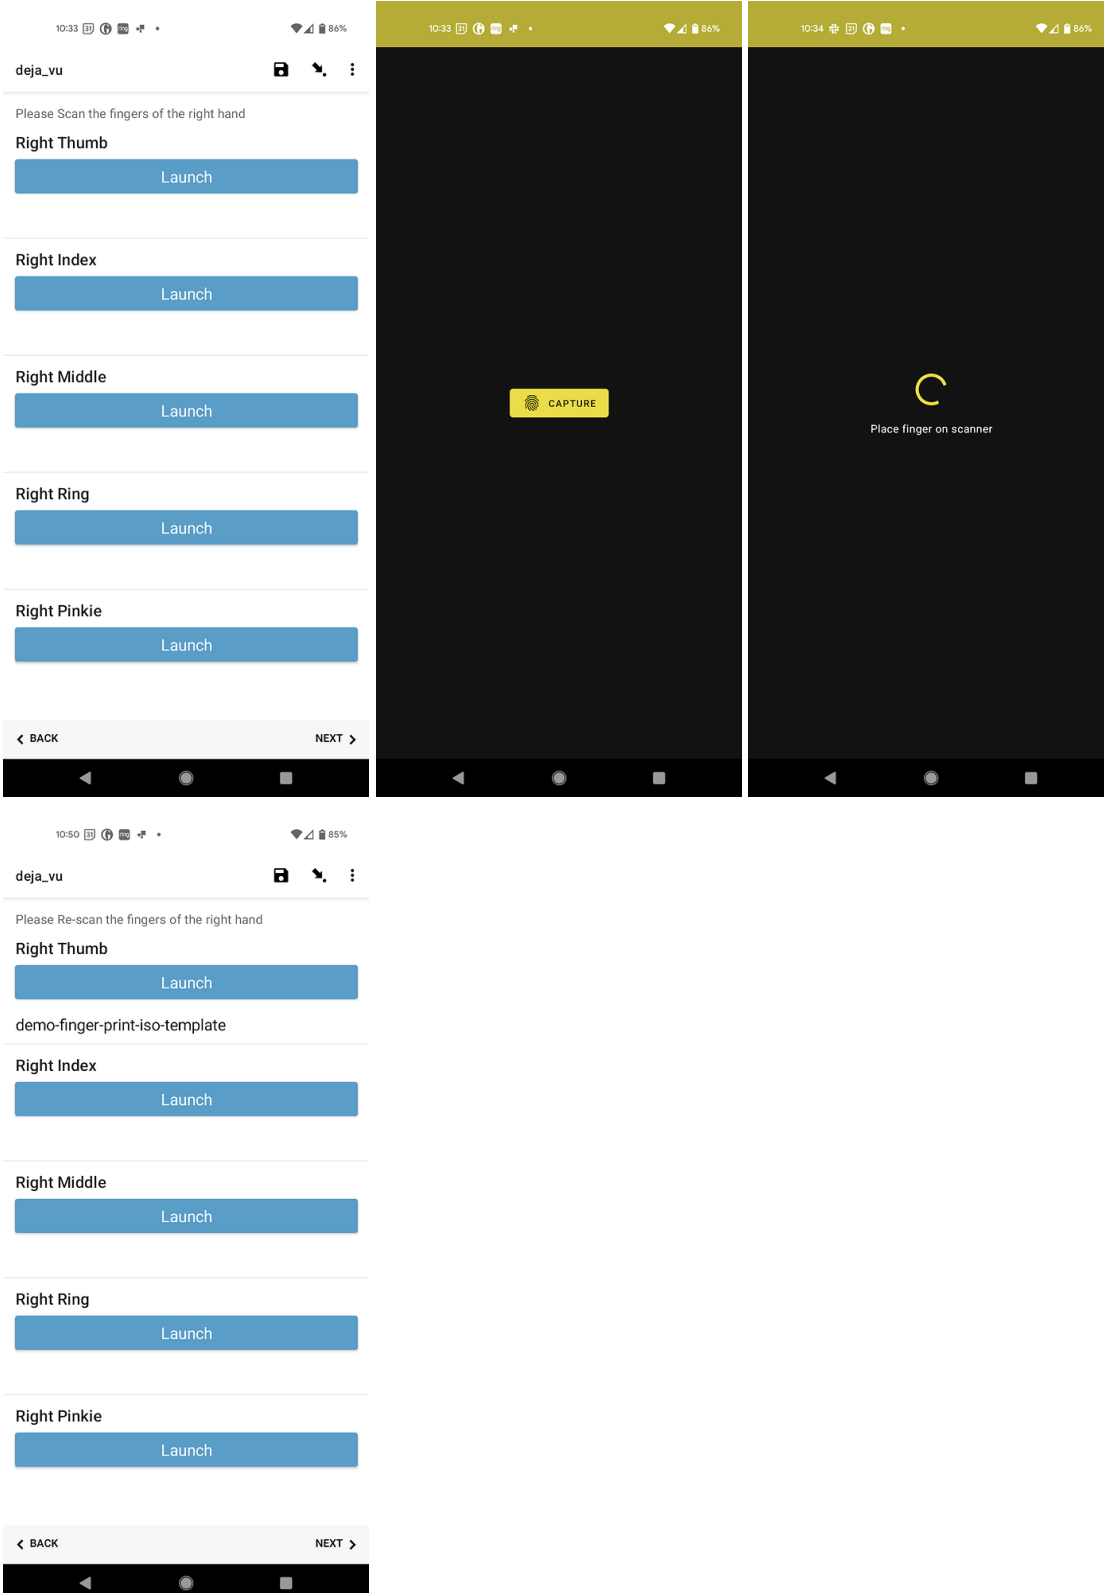 10:33
86%
deja_vu
Please Scan the fingers of the right hand
Right Thumb
Launch
Right Index
Launch
Right Middle
Launch
Right Ring
Launch
Right Pinkie
Launch
BACK
NEXT
10:33
86%
CAPTURE
10:34
86%
Place finger on scanner
10:50
85%
deja_vu
Please Re-scan the fingers of the right hand
Right Thumb
Launch
demo-finger-print-iso-template
Right Index
Launch
Right Middle
Launch
Right Ring
Launch
Right Pinkie
Launch
BACK
NEXT